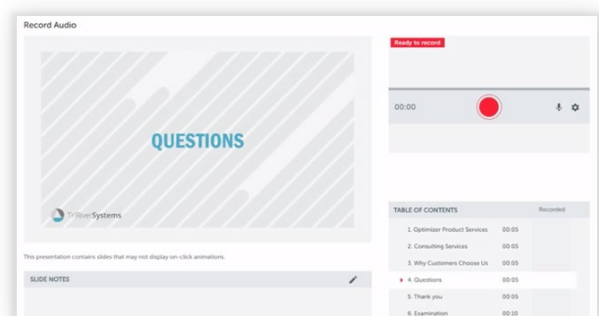 Record Audio
Ready to record
00:00
QUESTIONS
TriRiverSystems
This presentation contains slides that may not display on-click animations.
SLIDE NOTES
TABLE OF CONTENTS Recorded
1. Optimizer Product Services 00:05
2. Consulting Services 00:05
3. Why Customers Choose Us 00:05
4. Questions 00:05
5. Thank you 00:05
6. Examination 00:10